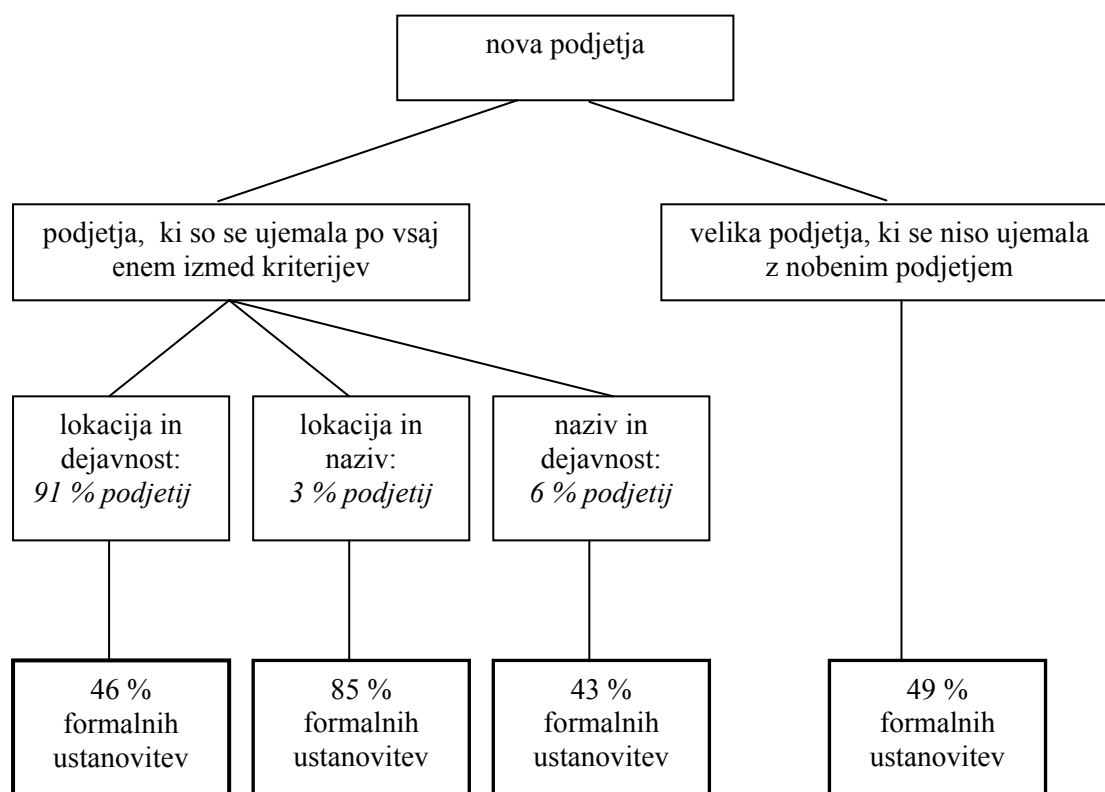 nova podjetja
podjetja, ki so se ujemala po vsaj
enem izmed kriterijev
velika podjetja, ki se niso ujemala
z nobenim podjetjem
lokacija in
dejavnost:
91 % podjetij
lokacija in
naziv:
3 % podjetij
naziv in
dejavnost:
6 % podjetij
46 %
formalnih
ustanovitev
85 %
formalnih
ustanovitev
43 %
formalnih
ustanovitev
49 %
formalnih
ustanovitev